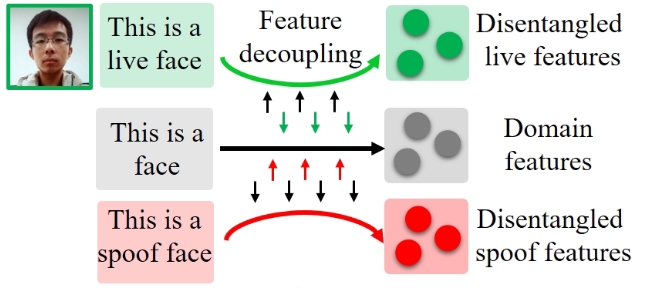 This is a
live face
Feature
decoupling
Disentangled
live features
This is a
face
Domain
features
This is a
spoof face
Disentangled
spoof features